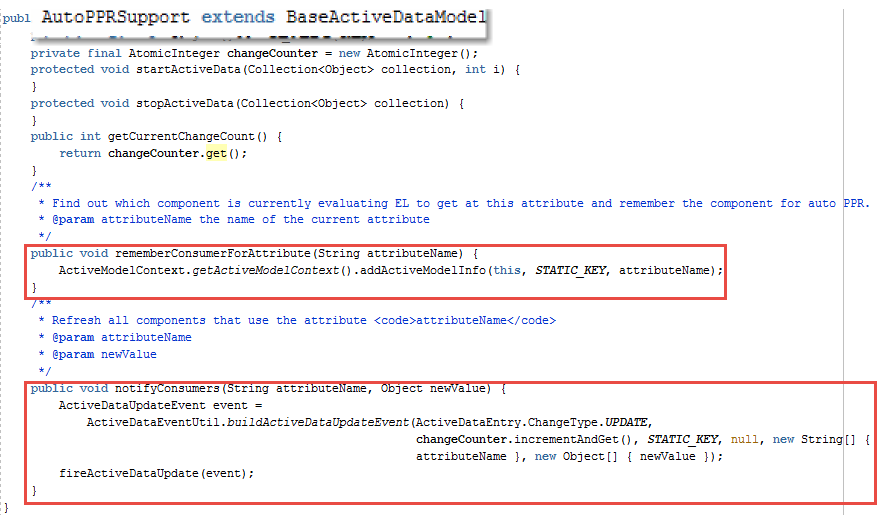 publ AutoPPRSupport extends BaseActiveDataModel
private final AtomicInteger changeCounter = new AtomicInteger();
protected void startActiveData(Collection<Object> collection, int i) {
}
protected void stopActiveData(Collection<Object> collection) {
}
public int getCurrentChangeCount() {
return changeCounter.get();
}
/**
* Find out which component is currently evaluating EL to get at this attribute and remember the component for auto PPR.
* @param attributeName the name of the current attribute
*/
public void rememberConsumerForAttribute(String attributeName) {
ActiveModelContext.getActiveModelContext().addActiveModelInfo(this, STATIC_KEY, attributeName);
}
/**
* Refresh all components that use the attribute <code>attributeName</code>
* @param attributeName
* @param newValue
*/
public void notifyConsumers(String attributeName, Object newValue) {
ActiveDataUpdateEvent event =
ActiveDataEventUtil.buildActiveDataUpdateEvent(ActiveDataEntry.ChangeType.UPDATE,
changeCounter.incrementAndGet(), STATIC_KEY, null, new String[] {
attributeName }, new Object[] { newValue });
fireActiveDataUpdate(event);
}
}